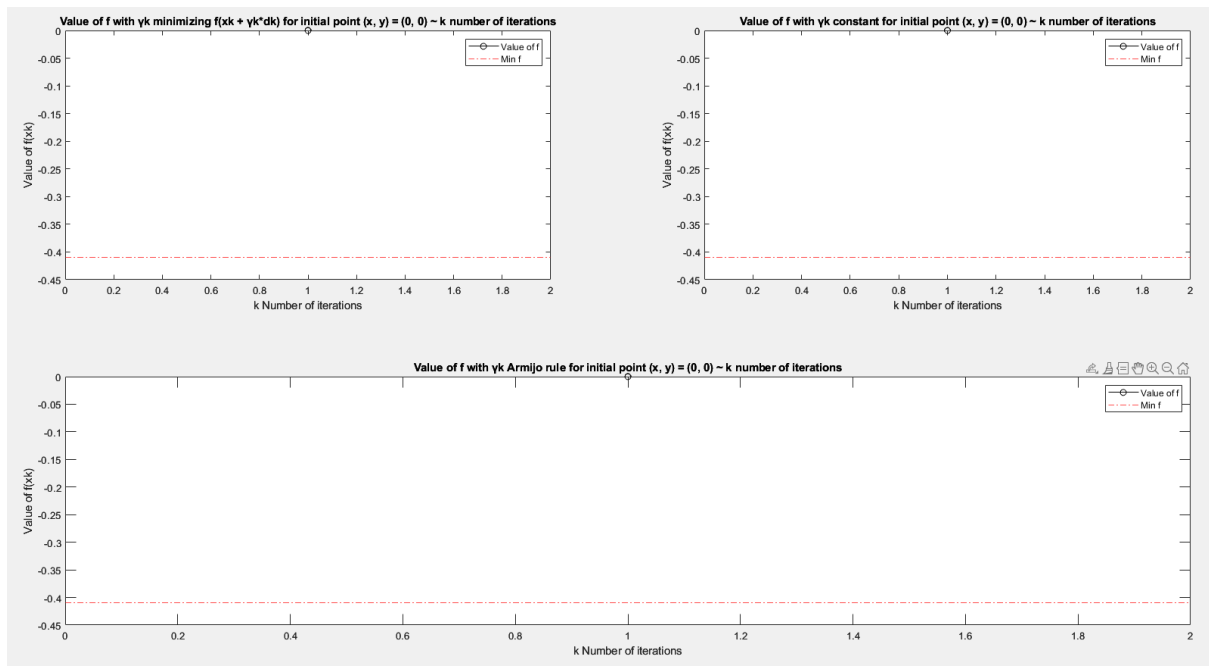 Value of f with γk minimizing f(xk + γk*dk) for initial point (x, y) = (0, 0) ~ k number of iterations
0
-0.05
-0.1
-0.15
-0.2
-0.25
-0.3
-0.35
-0.4
-0.45
Value of f(xk)
Value of f
Min f
0 0.2 0.4 0.6 0.8 1 1.2 1.4 1.6 1.8 2
k Number of iterations
Value of f with γk constant for initial point (x, y) = (0, 0) ~ k number of iterations
0
-0.05
-0.1
-0.15
-0.2
-0.25
-0.3
-0.35
-0.4
-0.45
Value of f(xk)
Value of f
Min f
0 0.2 0.4 0.6 0.8 1 1.2 1.4 1.6 1.8 2
k Number of iterations
Value of f with γk Armijo rule for initial point (x, y) = (0, 0) ~ k number of iterations
0
-0.05
-0.1
-0.15
-0.2
-0.25
-0.3
-0.35
-0.4
-0.45
Value of f(xk)
Value of f
Min f
0 0.2 0.4 0.6 0.8 1 1.2 1.4 1.6 1.8 2
k Number of iterations